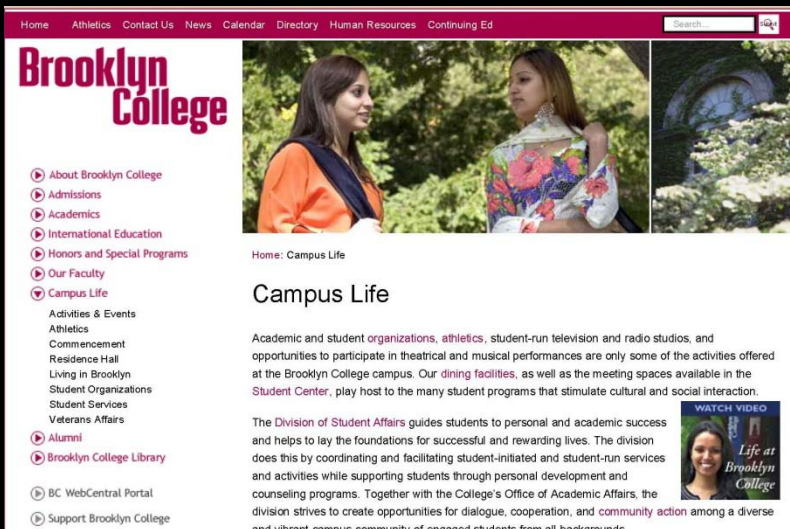 Home Athletics Contact Us News Calendar Directory Human Resources Continuing Ed
Search...
Brooklyn
College
About Brooklyn College
Admissions
Academics
International Education
Honors and Special Programs
Our Faculty
Campus Life
Activities & Events
Athletics
Commencement
Residence Hall
Living in Brooklyn
Student Organizations
Student Services
Veterans Affairs
Alumni
Brooklyn College Library
BC WebCentral Portal
Support Brooklyn College
Home: Campus Life
Campus Life
Academic and student organizations, athletics, student-run television and radio studios, and
opportunities to participate in theatrical and musical performances are only some of the activities offered
at the Brooklyn College campus. Our dining facilities, as well as the meeting spaces available in the
Student Center, play host to the many student programs that stimulate cultural and social interaction.
The Division of Student Affairs guides students to personal and academic success
and helps to lay the foundations for successful and rewarding lives. The division
does this by coordinating and facilitating student-initiated and student-run services
and activities while supporting students through personal development and
counseling programs. Together with the College's Office of Academic Affairs, the
division strives to create opportunities for dialogue, cooperation, and community action among a diverse
and vibrant campus community of engaged students from all backgrounds.
WATCH VIDEO
Life at
Brooklyn
College